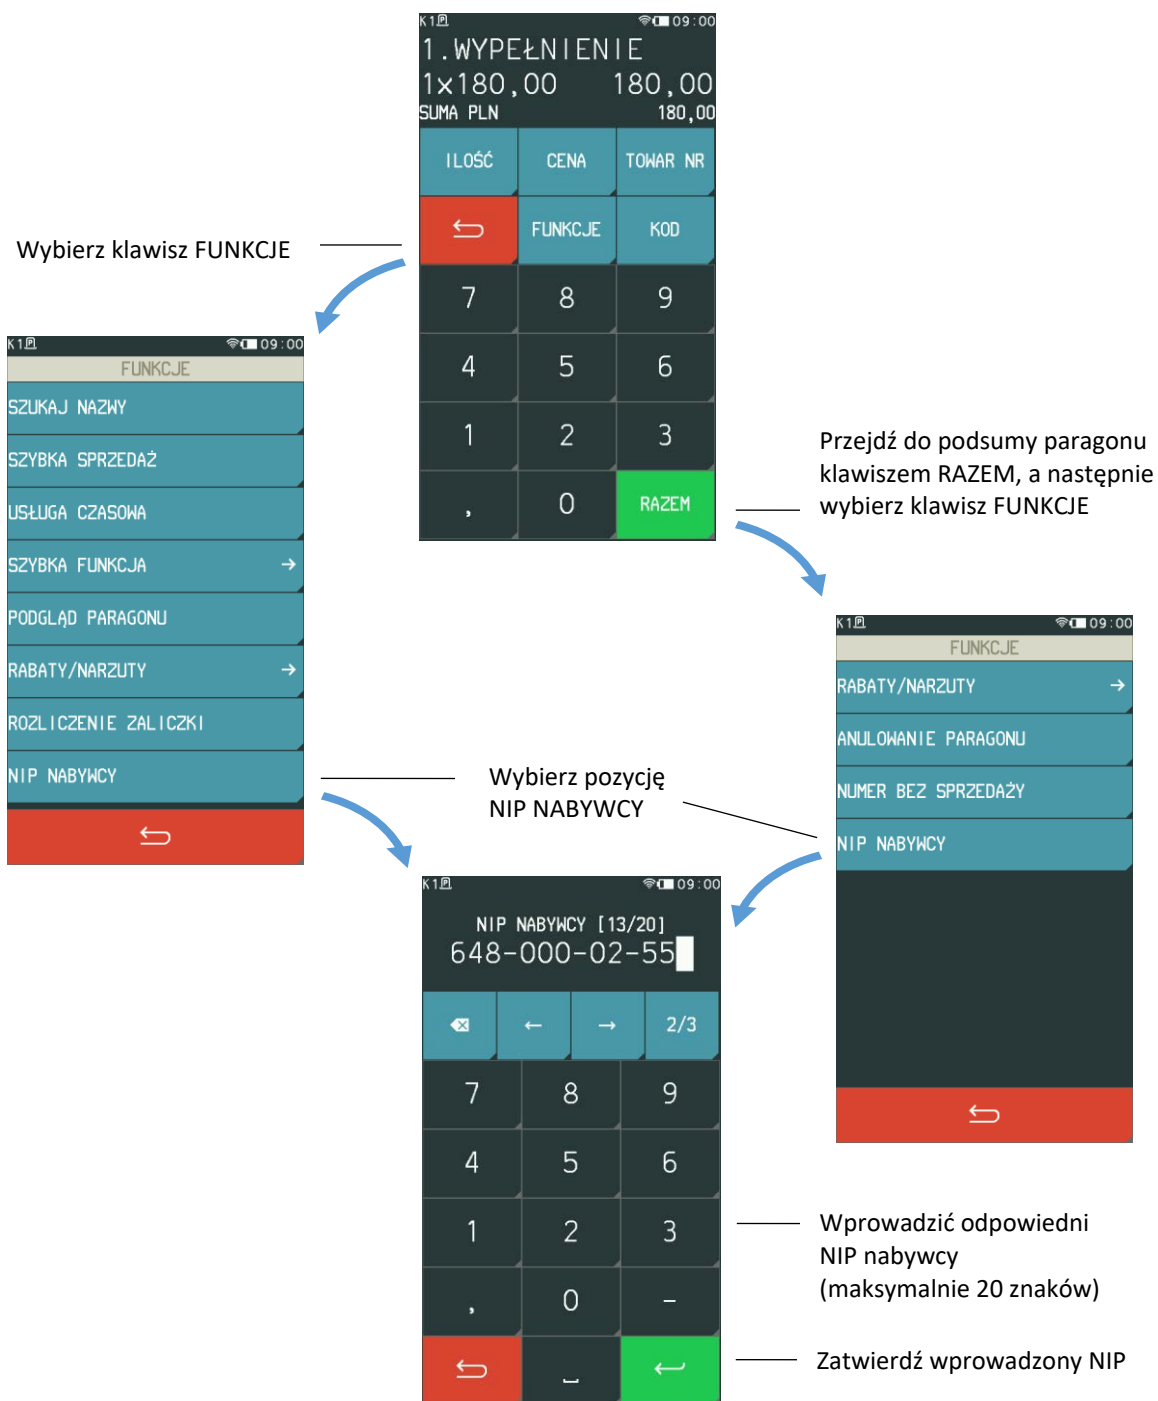 K1 P 09:00
1.WYPEŁNIENIE
1x180,00 180,00
SUMA PLN 180,00
ILOŚĆ CENA TOWAR NR
FUNKCJE KOD
7 8 9
4 5 6
1 2 3
, 0 RAZEM
Wybierz klawisz FUNKCJE
K1 P 09:00
FUNKCJE
SZUKAJ NAZWY
SZYBKA SPRZEDAŻ
USŁUGA CZASOWA
SZYBKA FUNKCJA →
PODGLĄD PARAGONU
RABATY/NARZUTY →
ROZLICZENIE ZALICZKI
NIP NABYWCY
Przejdź do podsumy paragonu
klawiszem RAZEM, a następnie
wybierz klawisz FUNKCJE
K1 P 09:00
FUNKCJE
RABATY/NARZUTY →
ANULOWANIE PARAGONU
NUMER BEZ SPRZEDAŻY
NIP NABYWCY
Wybierz pozycję
NIP NABYWCY
K1 P 09:00
NIP NABYWCY [13/20]
648-000-02-55
← → 2/3
7 8 9
4 5 6
1 2 3
, 0 -
Wprowadzić odpowiedni
NIP nabywcy
(maksymalnie 20 znaków)
Zatwierdź wprowadzony NIP